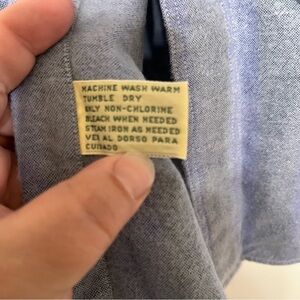 MACHINE WASH WARM
TUMBLE DRY
ONLY NON-CHLORINE
BLEACH WHEN NEEDED
STEAM IRON AS NEEDED
VEA AL DORSO PARA
CUIDADO